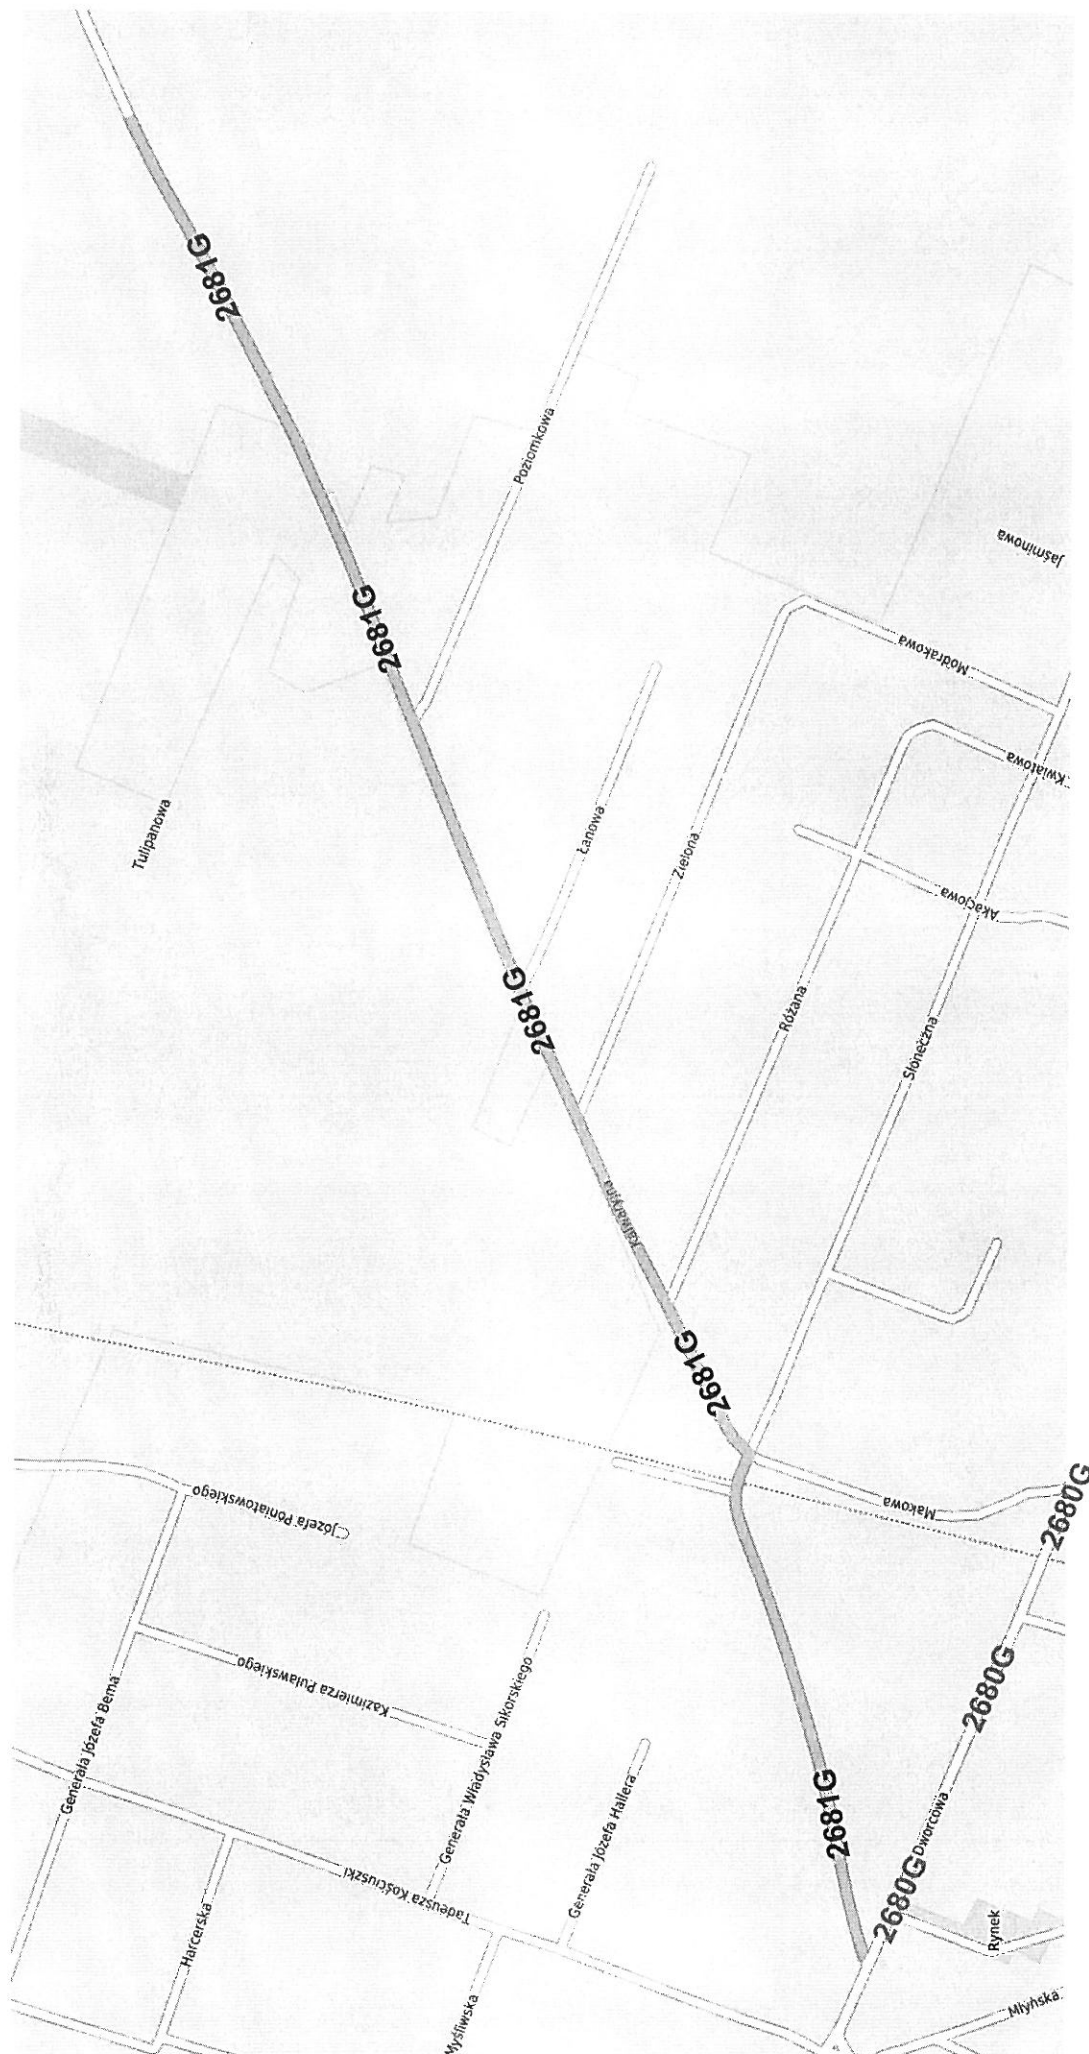 2681G
Poziomkowa
Jaśminowa
2681G
Modrakowa
Kwiatowa
Tulipanowa
Łanowa
Zielona
Akacjowa
2681G
Różana
Słoneczna
Kalwaryjna
2681G
Józefa Poniatowskiego
Makowa
2680G
Kazimierza Pułaskiego
Generała Józefa Bema
Generała Władysława Sikorskiego
2680G
Generała Józefa Hallera
2681G
Dworcowa
Tadeusza Kościuszki
2680G
Harcerska
Rynek
Myśliwska
Młyńska